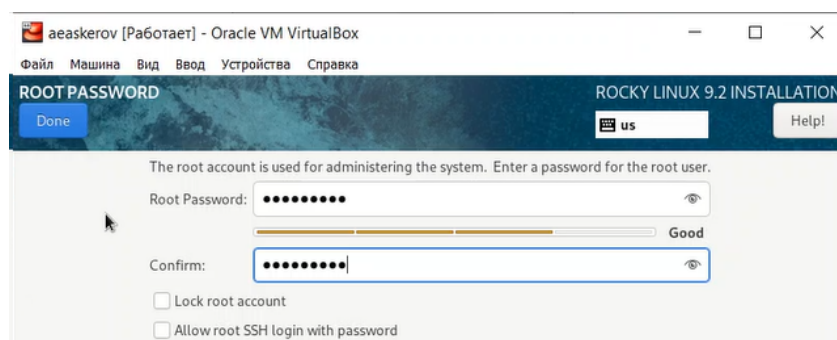 aeaskerov [Работает] - Oracle VM VirtualBox
Файл Машина Вид Ввод Устройства Справка
ROOT PASSWORD
ROCKY LINUX 9.2 INSTALLATION
Done
us
Help!
The root account is used for administering the system. Enter a password for the root user.
Root Password: ●●●●●●●●●
Good
Confirm: ●●●●●●●●●
Lock root account
Allow root SSH login with password